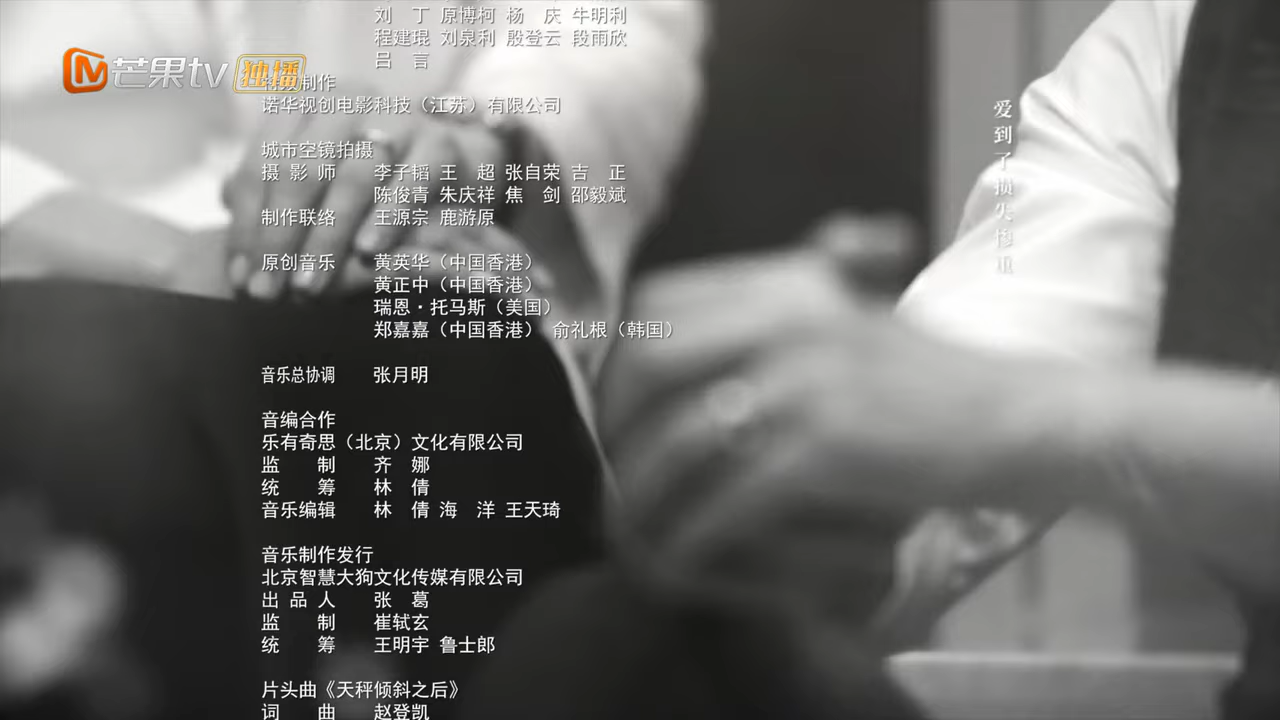 刘　丁 原博柯 杨　庆 牛明利
程建琨 刘泉利 殷登云 段雨欣
吕　言
芒果tv 独播
特效制作
诺华视创电影科技（江苏）有限公司
城市空镜拍摄
摄 影 师　李子韬 王　超 张自荣 吉　正
陈俊青 朱庆祥 焦　剑 邵毅斌
制作联络　王源宗 鹿游原
原创音乐　黄英华（中国香港）
黄正中（中国香港）
瑞恩·托马斯（美国）
郑嘉嘉（中国香港） 俞礼根（韩国）
音乐总协调　张月明
音编合作
乐有奇思（北京）文化有限公司
监　　制　齐　娜
统　　筹　林　倩
音乐编辑　林　倩 海　洋 王天琦
音乐制作发行
北京智慧大狗文化传媒有限公司
出 品 人　张　葛
监　　制　崔轼玄
统　　筹　王明宇 鲁士郎
片头曲《天秤倾斜之后》
词　　曲　赵登凯
爱到了损失惨重